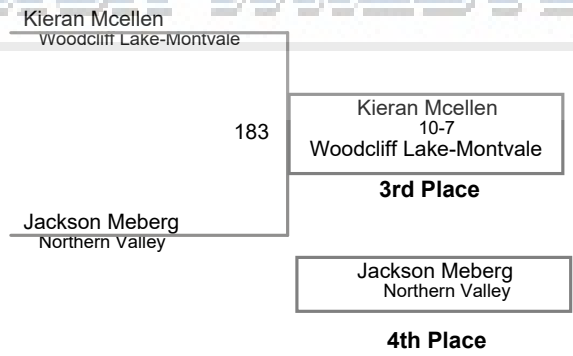 Kieran Mcellen
Woodcliff Lake-Montvale
183
Kieran Mcellen
10-7
Woodcliff Lake-Montvale
3rd Place
Jackson Meberg
Northern Valley
Jackson Meberg
Northern Valley
4th Place